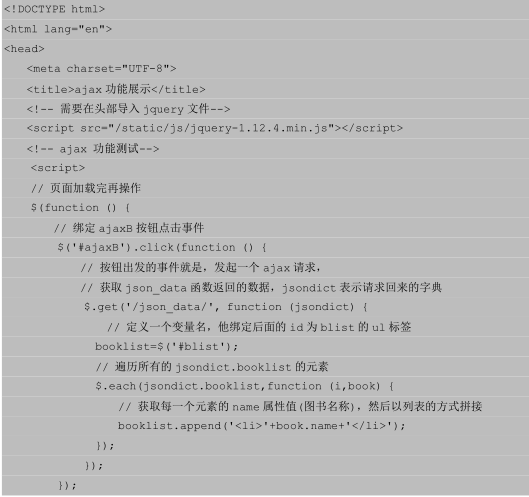 <!DOCTYPE html>
<html lang="en">
<head>
<meta charset="UTF-8">
<title>ajax 功能展示</title>
<!-- 需要在头部导入 jquery 文件-->
<script src="/static/js/jquery-1.12.4.min.js"></script>
<!-- ajax 功能测试-->
<script>
// 页面加载完再操作
$(function () {
// 绑定 ajaxB 按钮点击事件
$('#ajaxB').click(function () {
// 按钮出发的事件就是，发起一个 ajax 请求，
// 获取 json_data 函数返回的数据，jsondict 表示请求回来的字典
$.get('/json_data/', function (jsondict) {
// 定义一个变量名，他绑定后面的 id 为 blist 的 ul 标签
booklist=$('#blist');
// 遍历所有的 jsondict.booklist 的元素
$.each(jsondict.booklist,function (i,book) {
// 获取每一个元素的 name 属性值(图书名称)，然后以列表的方式拼接
booklist.append('<li>'+book.name+'</li>');
});
});
});